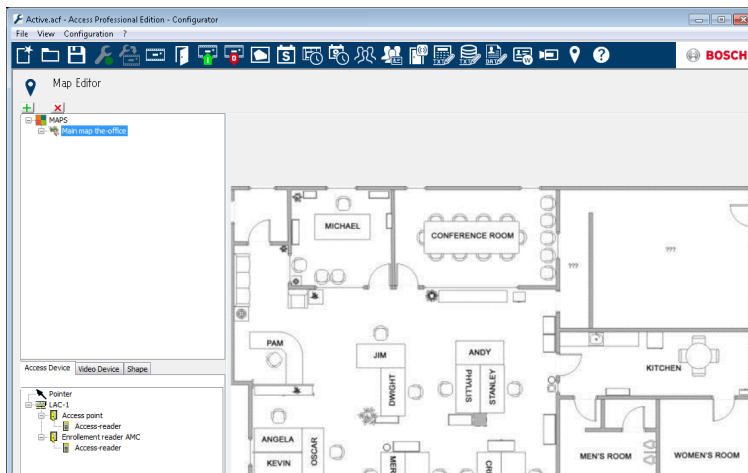 Active.acf - Access Professional Edition - Configurator
File View Configuration ?
BOSCH
Map Editor
MAPS
Main map the-office
MICHAEL
CONFERENCE ROOM
???
???
PAM
JIM
ANDY
DWIGHT
PHYLLIS
STANLEY
KITCHEN
Access Device Video Device Shape
Pointer
LAC-1
Access point
Access-reader
Enrollement reader AMC
Access-reader
ANGELA
OSCAR
KEVIN
MEN'S ROOM
WOMEN'S ROOM